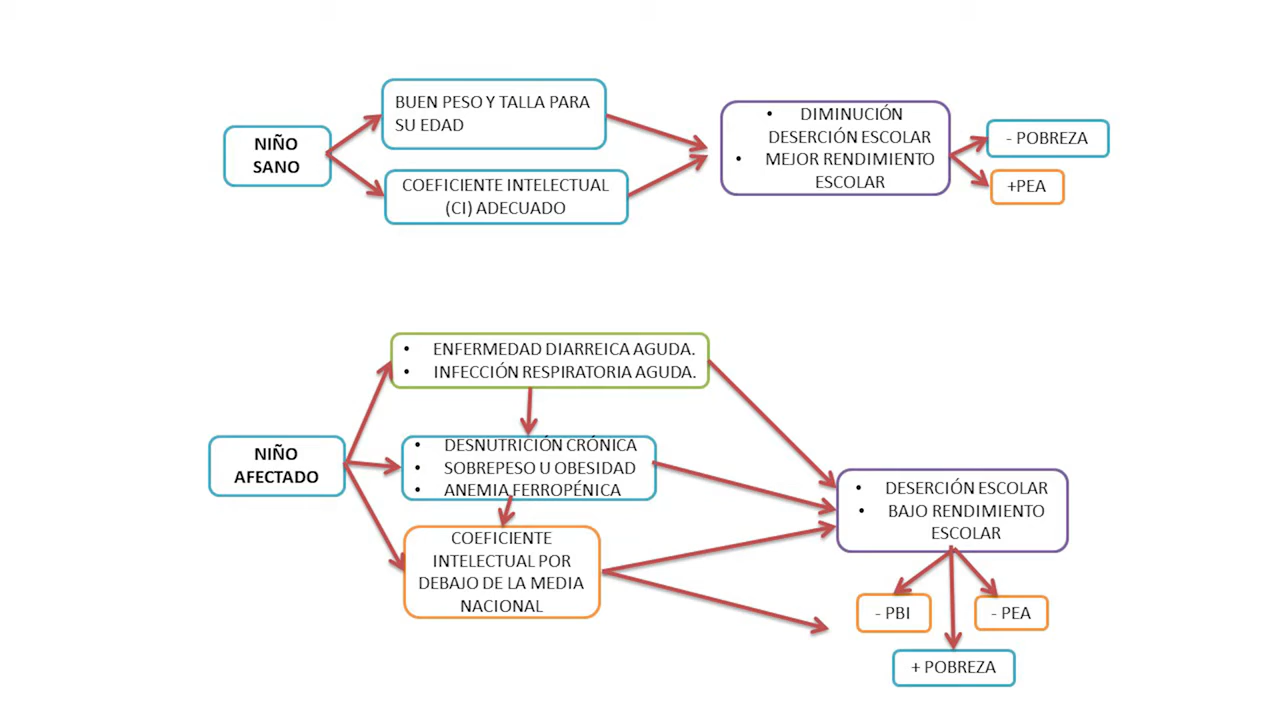 NIÑO
SANO
BUEN PESO Y TALLA PARA
SU EDAD
COEFICIENTE INTELECTUAL
(CI) ADECUADO
• DIMINUCIÓN
DESERCIÓN ESCOLAR
• MEJOR RENDIMIENTO
ESCOLAR
- POBREZA
+PEA
NIÑO
AFECTADO
• ENFERMEDAD DIARREICA AGUDA.
• INFECCIÓN RESPIRATORIA AGUDA.
• DESNUTRICIÓN CRÓNICA
• SOBREPESO U OBESIDAD
• ANEMIA FERROPÉNICA
COEFICIENTE
INTELECTUAL POR
DEBAJO DE LA MEDIA
NACIONAL
• DESERCIÓN ESCOLAR
• BAJO RENDIMIENTO
ESCOLAR
- PBI
- PEA
+ POBREZA